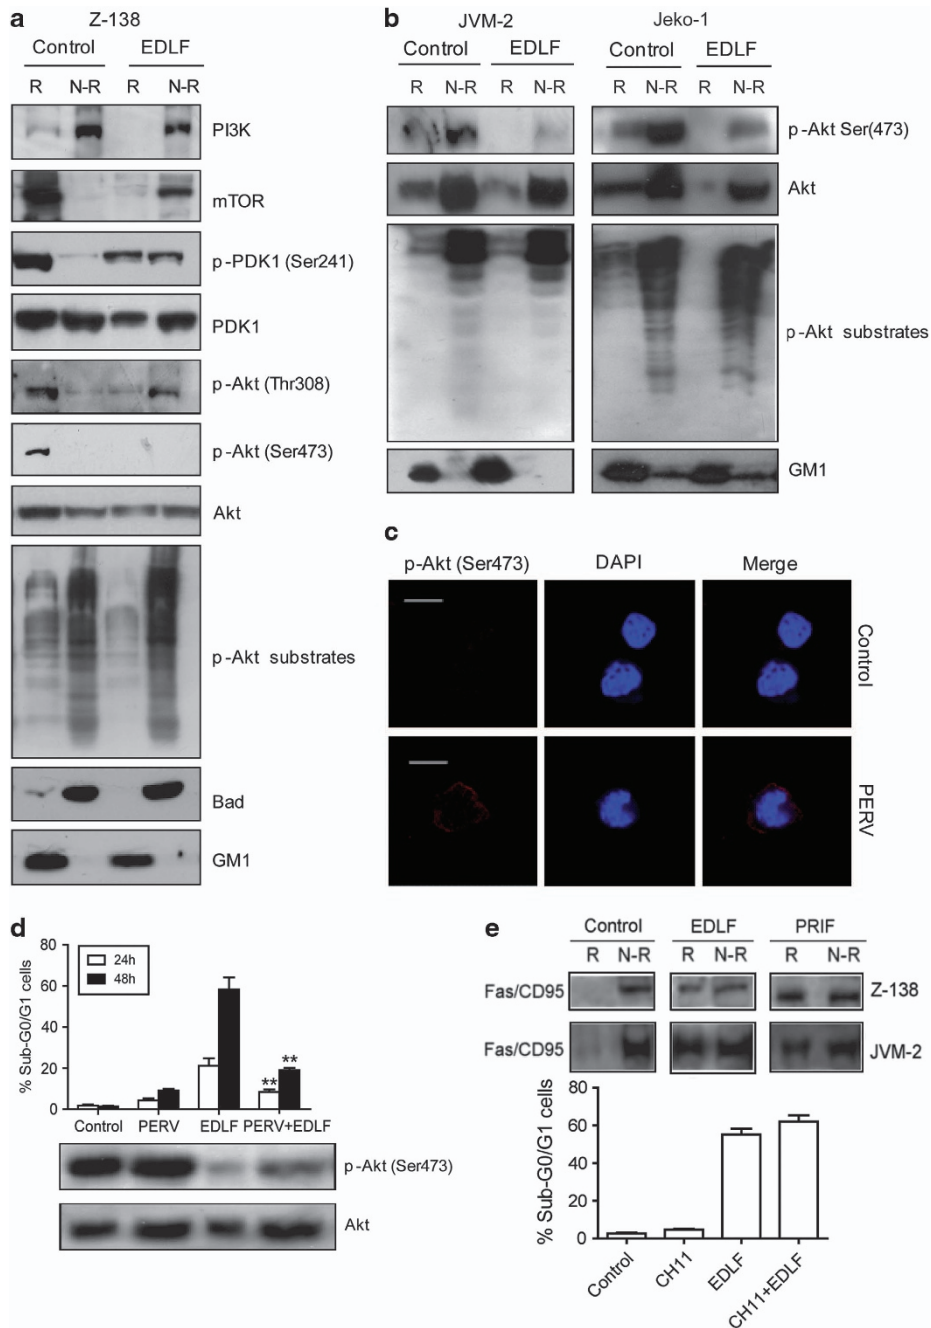 a
Z-138
Control EDLF
R N-R R N-R
PI3K
mTOR
p-PDK1 (Ser241)
PDK1
p-Akt (Thr308)
p-Akt (Ser473)
Akt
p-Akt substrates
Bad
GM1
b
JVM-2 Jeko-1
Control EDLF Control EDLF
R N-R R N-R R N-R R N-R
p-Akt Ser(473)
Akt
p-Akt substrates
GM1
c
p-Akt (Ser473) DAPI Merge
Control
PERV
d
% Sub-G0/G1 cells
80
60
40
20
0
24h
48h
** **
Control PERV EDLF PERV+EDLF
p-Akt (Ser473)
Akt
e
Control EDLF PRIF
R N-R R N-R R N-R
Fas/CD95 Z-138
Fas/CD95 JVM-2
% Sub-G0/G1 cells
80
60
40
20
0
Control CH11 EDLF CH11+EDLF